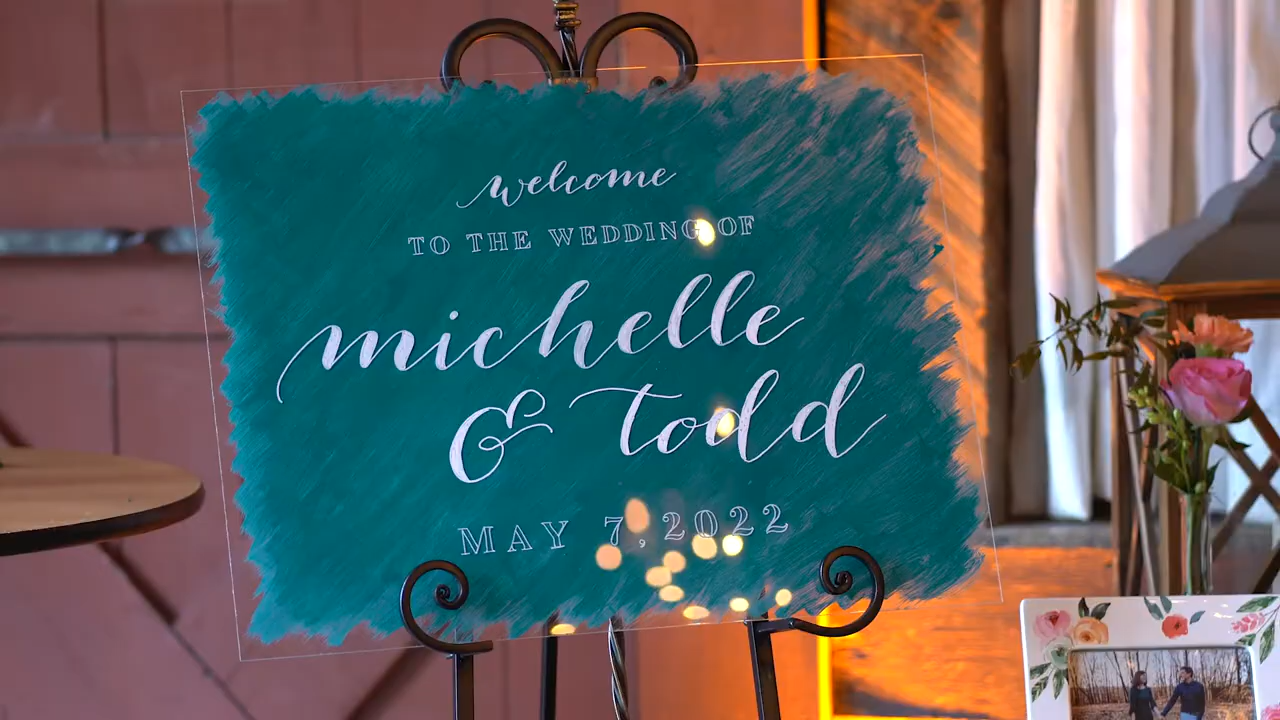 welcome
TO THE WEDDING OF
michelle
& todd
MAY 7, 2022